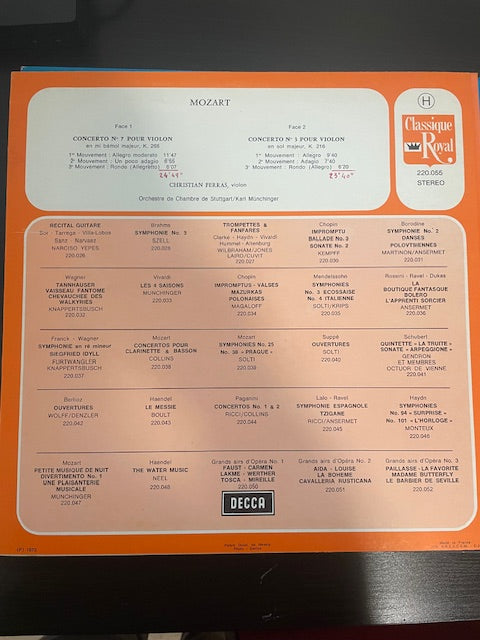 MOZART
Face 1
CONCERTO Nº 7 POUR VIOLON
en mi bémol majeur, K. 268
1er Mouvement : Allegro moderato 11'47
2e Mouvement : Un poco adagio 6'55
3e Mouvement : Rondo (Allegretto) 6'07
24'49"
Face 2
CONCERTO Nº 3 POUR VIOLON
en sol majeur, K. 216
1er Mouvement : Allegro 9'40
2e Mouvement : Adagio 7'40
3e Mouvement : Rondo (Allegro) 6'20
23'40"
CHRISTIAN FERRAS, violon
Orchestre de Chambre de Stuttgart/Karl Münchinger
H
Classique
Royal
220.055
STEREO
RECITAL GUITARE
Sor - Tarrega - Villa-Lobos
Sanz - Narvaez
NARCISO YEPES
220.026
Brahms
SYMPHONIE No. 3
SZELL
220.028
TROMPETTES &
FANFARES
Clarke - Haydn - Vivardi
Hummel - Altenburg
WILBRAHAM/JONES
LAIRD/CUVIT
220.027
Chopin
IMPROMPTU
BALLADE No 3
SONATE No 2
KEMPFF
220.030
Borodine
SYMPHONIE No. 2
DANSES
POLOVTSIENNES
MARTINON/ANSERMET
220.031
Wagner
TANNHAUSER
VAISSEAU FANTOME
CHEVAUCHEE DES
WALKYRIES
KNAPPERTSBUSCH
220.032
Vivaldi
LES 4 SAISONS
MUNCHINGER
220.033
Chopin
IMPROMPTUS - VALSES
MAZURKAS
POLONAISES
MAGALOFF
220.034
Mendelssohn
SYMPHONIES
No. 3 ECOSSAISE
No. 4 ITALIENNE
SOLTI/KRIPS
220.035
Rossini - Ravel - Dukas
LA
BOUTIQUE FANTASQUE
BOLERO
L'APPRENTI SORCIER
ANSERMET
220.036
Franck - Wagner
SYMPHONIE en ré mineur
SIEGFRIED IDYLL
FURTWANGLER
KNAPPERTSBUSCH
220.037
Mozart
CONCERTOS POUR
CLARINETTE & BASSON
COLLINS
220.038
Mozart
SYMPHONIES No. 25
No. 38 « PRAGUE »
SOLTI
220.039
Suppé
OUVERTURES
SOLTI
220.040
Schubert
QUINTETTE « LA TRUITE »
SONATE « ARPEGGIONE »
GENDRON
ET MEMBRES
OCTUOR DE VIENNE
220.041
Berlioz
OUVERTURES
WOLFF/DENZLER
220.042
Haendel
LE MESSIE
BOULT
220.043
Paganini
CONCERTOS No. 1 & 2
RICCI/COLLINS
220.044
Lalo - Ravel
SYMPHONIE ESPAGNOLE
TZIGANE
RICCI/ANSERMET
220.045
Haydn
SYMPHONIES
No. 94 « SURPRISE »
No. 101 « L'HORLOGE »
MONTEUX
220.046
Mozart
PETITE MUSIQUE DE NUIT
DIVERTIMENTO No. 1
UNE PLAISANTERIE
MUSICALE
MUNCHINGER
220.047
Haendel
THE WATER MUSIC
NEEL
220.048
Grands airs d'Opéra No. 1
FAUST - CARMEN
LAKME - WERTHER
TOSCA - MIREILLE
220.050
Grands airs d'Opéra No. 2
AIDA - LOUISE
LA BOHEME
CAVALLERIA RUSTICANA
220.051
Grands airs d'Opéra No. 3
PAILLASSE - LA FAVORITE
MADAME BUTTERFLY
LE BARBIER DE SEVILLE
220.052
DECCA
(P) 1972